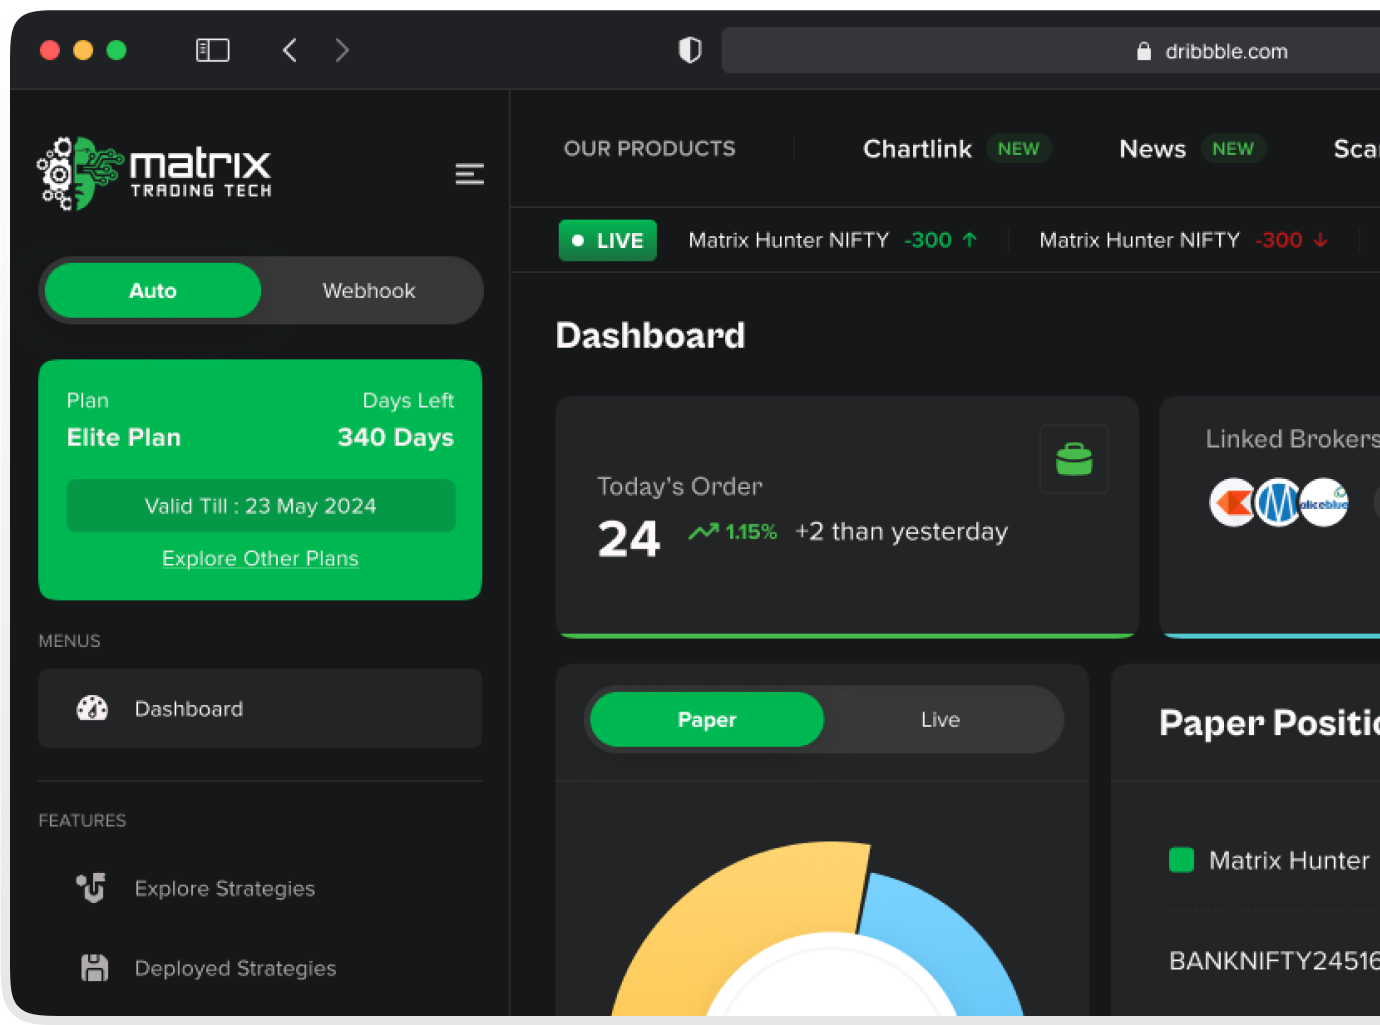 dribbble.com
matrix
TRADING TECH
OUR PRODUCTS
Chartlink NEW
News NEW
LIVE
Matrix Hunter NIFTY -300
Matrix Hunter NIFTY -300
Auto
Webhook
Plan
Days Left
Elite Plan
340 Days
Valid Till : 23 May 2024
Explore Other Plans
MENUS
Dashboard
FEATURES
Explore Strategies
Deployed Strategies
Dashboard
Today's Order
24
1.15%
+2 than yesterday
Linked Brokers
aliceblue
Paper
Live
Paper
Matrix Hunter
BANKNIFTY24516